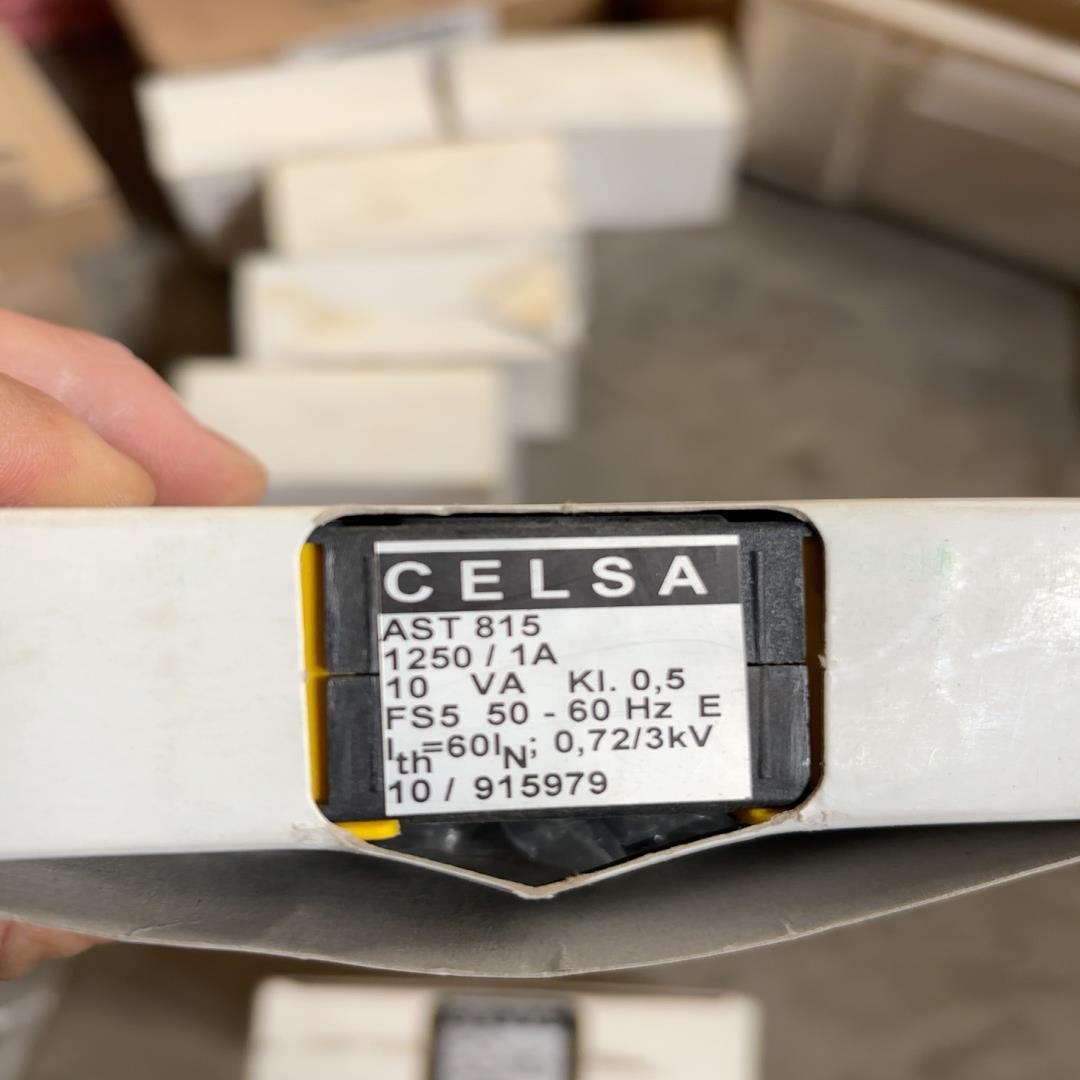 CELSA
AST 815
1250 / 1A
10 VA Kl. 0,5
FS5 50 - 60 Hz E
Ith=60IN; 0,72/3kV
10 / 915979